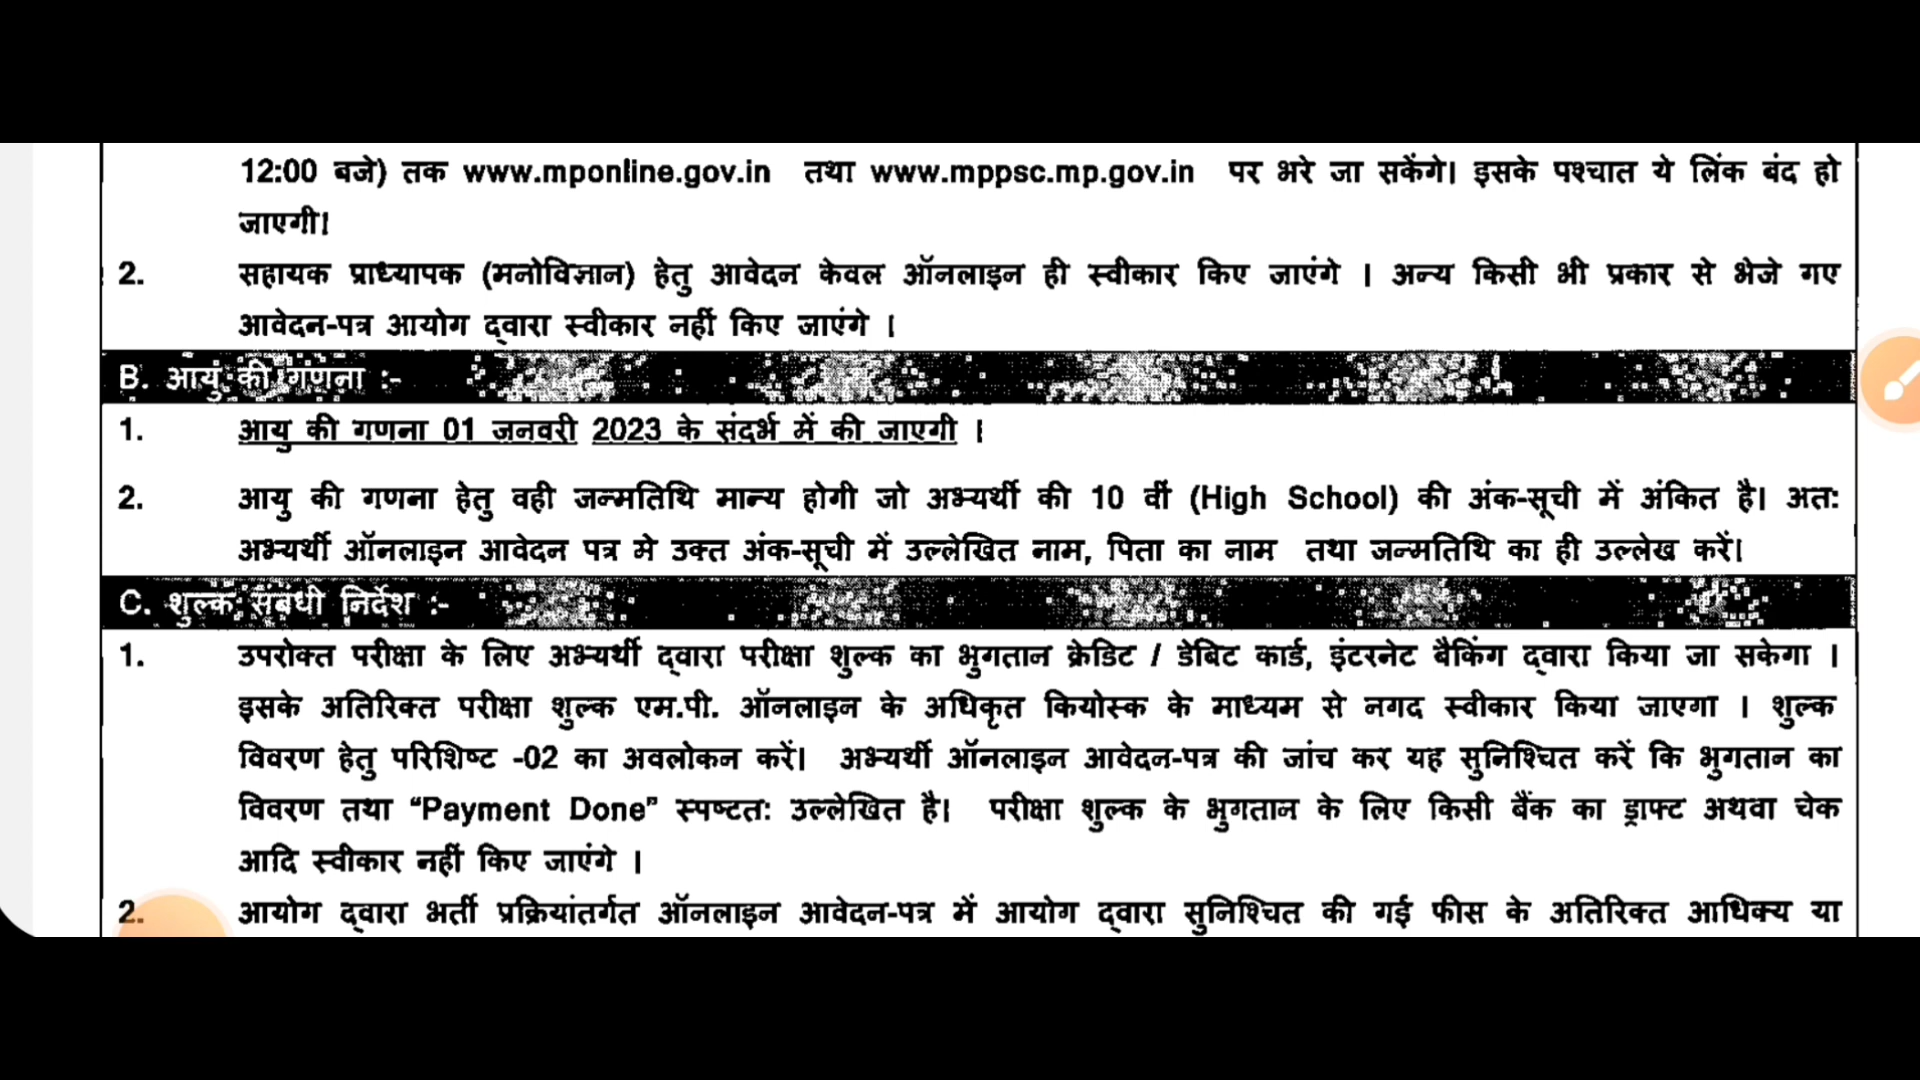 12:00 बजे) तक www.mponline.gov.in तथा www.mppsc.mp.gov.in पर भरे जा सकेंगे। इसके पश्चात ये लिंक बंद हो
जाएगी।
2. सहायक प्राध्यापक (मनोविज्ञान) हेतु आवेदन केवल ऑनलाइन ही स्वीकार किए जाएंगे । अन्य किसी भी प्रकार से भेजे गए
आवेदन-पत्र आयोग द्वारा स्वीकार नहीं किए जाएंगे ।
B. आयु की गणना :-
1. आयु की गणना 01 जनवरी 2023 के संदर्भ में की जाएगी ।
2. आयु की गणना हेतु वही जन्मतिथि मान्य होगी जो अभ्यर्थी की 10 वीं (High School) की अंक-सूची में अंकित है। अत:
अभ्यर्थी ऑनलाइन आवेदन पत्र मे उक्त अंक-सूची में उल्लेखित नाम, पिता का नाम तथा जन्मतिथि का ही उल्लेख करें।
C. शुल्क संबधी निर्देश :-
1. उपरोक्त परीक्षा के लिए अभ्यर्थी द्वारा परीक्षा शुल्क का भुगतान क्रेडिट / डेबिट कार्ड, इंटरनेट बैकिंग द्वारा किया जा सकेगा ।
इसके अतिरिक्त परीक्षा शुल्क एम.पी. ऑनलाइन के अधिकृत कियोस्क के माध्यम से नगद स्वीकार किया जाएगा । शुल्क
विवरण हेतु परिशिष्ट -02 का अवलोकन करें। अभ्यर्थी ऑनलाइन आवेदन-पत्र की जांच कर यह सुनिश्चित करें कि भुगतान का
विवरण तथा “Payment Done” स्पष्टत: उल्लेखित है। परीक्षा शुल्क के भुगतान के लिए किसी बैंक का ड्राफ्ट अथवा चेक
आदि स्वीकार नहीं किए जाएंगे ।
2. आयोग द्वारा भर्ती प्रक्रियांतर्गत ऑनलाइन आवेदन-पत्र में आयोग द्वारा सुनिश्चित की गई फीस के अतिरिक्त आधिक्य या